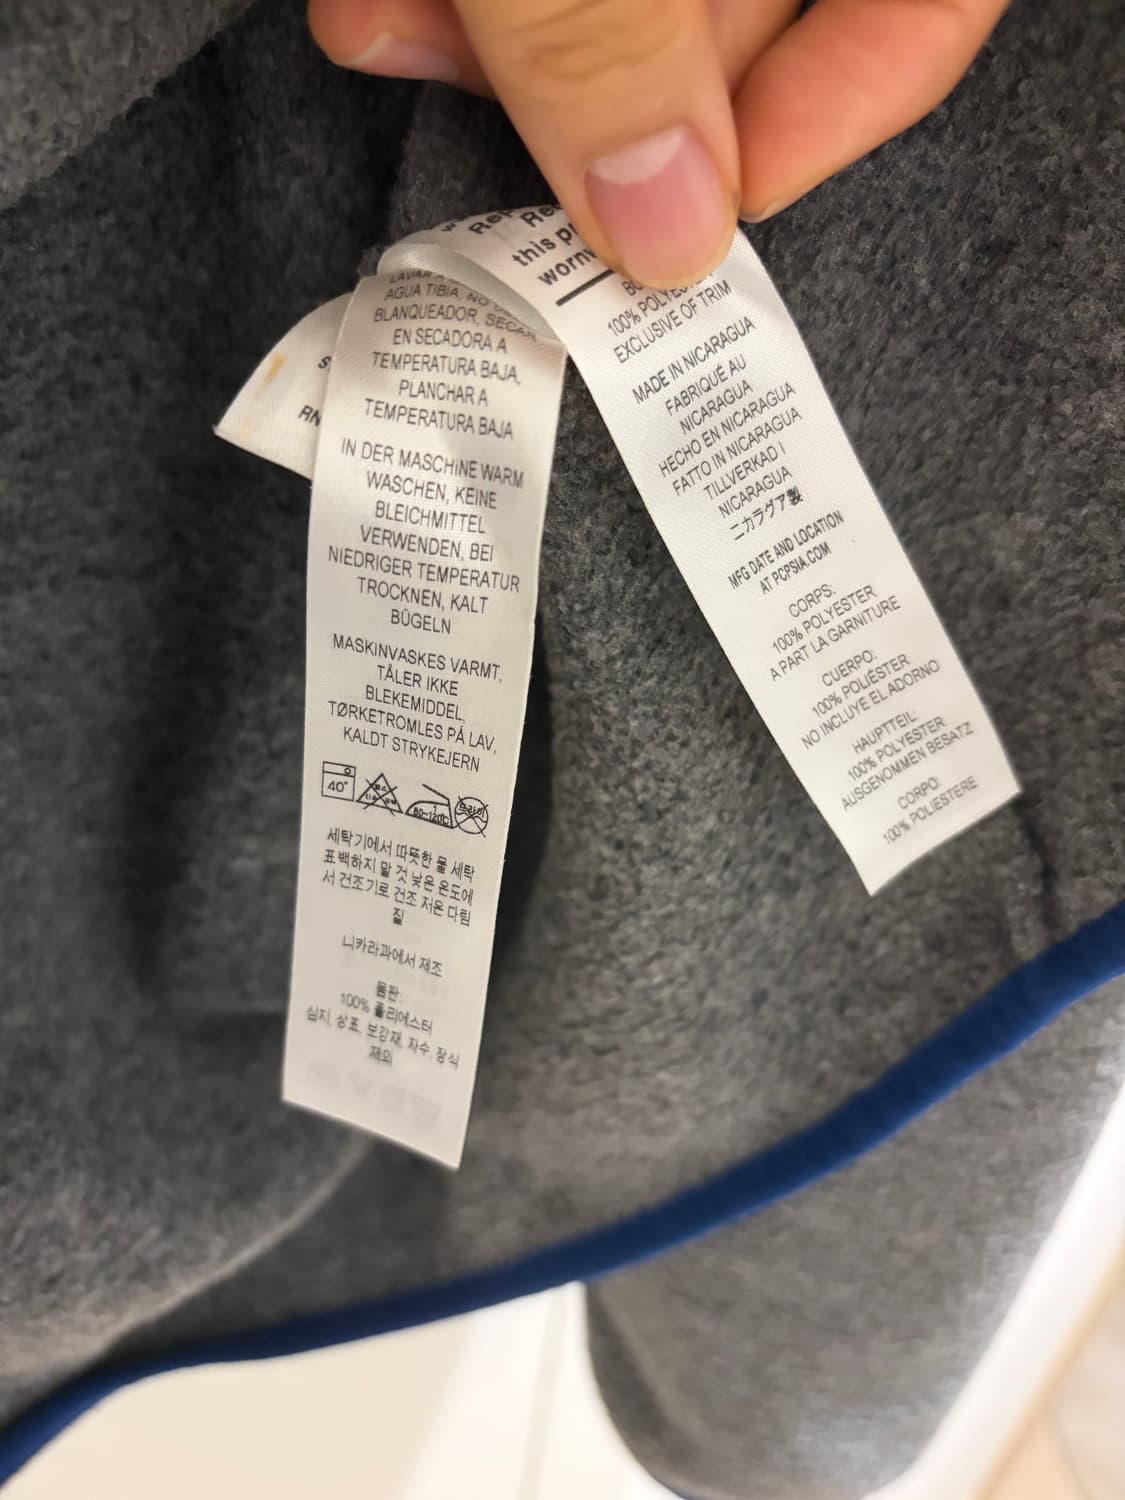 this
worn
LAVAR A
AGUA TIBIA, NO
BLANQUEADOR, SECAR
EN SECADORA A
TEMPERATURA BAJA,
PLANCHAR A
TEMPERATURA BAJA
IN DER MASCHINE WARM
WASCHEN, KEINE
BLEICHMITTEL
VERWENDEN, BEI
NIEDRIGER TEMPERATUR
TROCKNEN, KALT
BÜGELN
MASKINVASKES VARMT,
TÅLER IKKE
BLEKEMIDDEL,
TØRKETROMLES PÅ LAV,
KALDT STRYKEJERN
40°
80-120°C
드라이
세탁기에서 따뜻한 물 세탁
표백하지 말 것 낮은 온도에
서 건조기로 건조 저온 다림
질
니카라과에서 제조
몸판:
100% 폴리에스터
심지, 상표, 보강재, 자수, 장식
제외
RN
100% POLYESTER
EXCLUSIVE OF TRIM
MADE IN NICARAGUA
FABRIQUÉ AU
NICARAGUA
HECHO EN NICARAGUA
FATTO IN NICARAGUA
TILLVERKAD I
NICARAGUA
ニカラグア製
MFG DATE AND LOCATION
AT PCPSIA.COM
CORPS:
100% POLYESTER
A PART LA GARNITURE
CUERPO:
100% POLIÉSTER
NO INCLUYE EL ADORNO
HAUPTTEIL:
100% POLYESTER
AUSGENOMMEN BESATZ
CORPO:
100% POLIESTERE